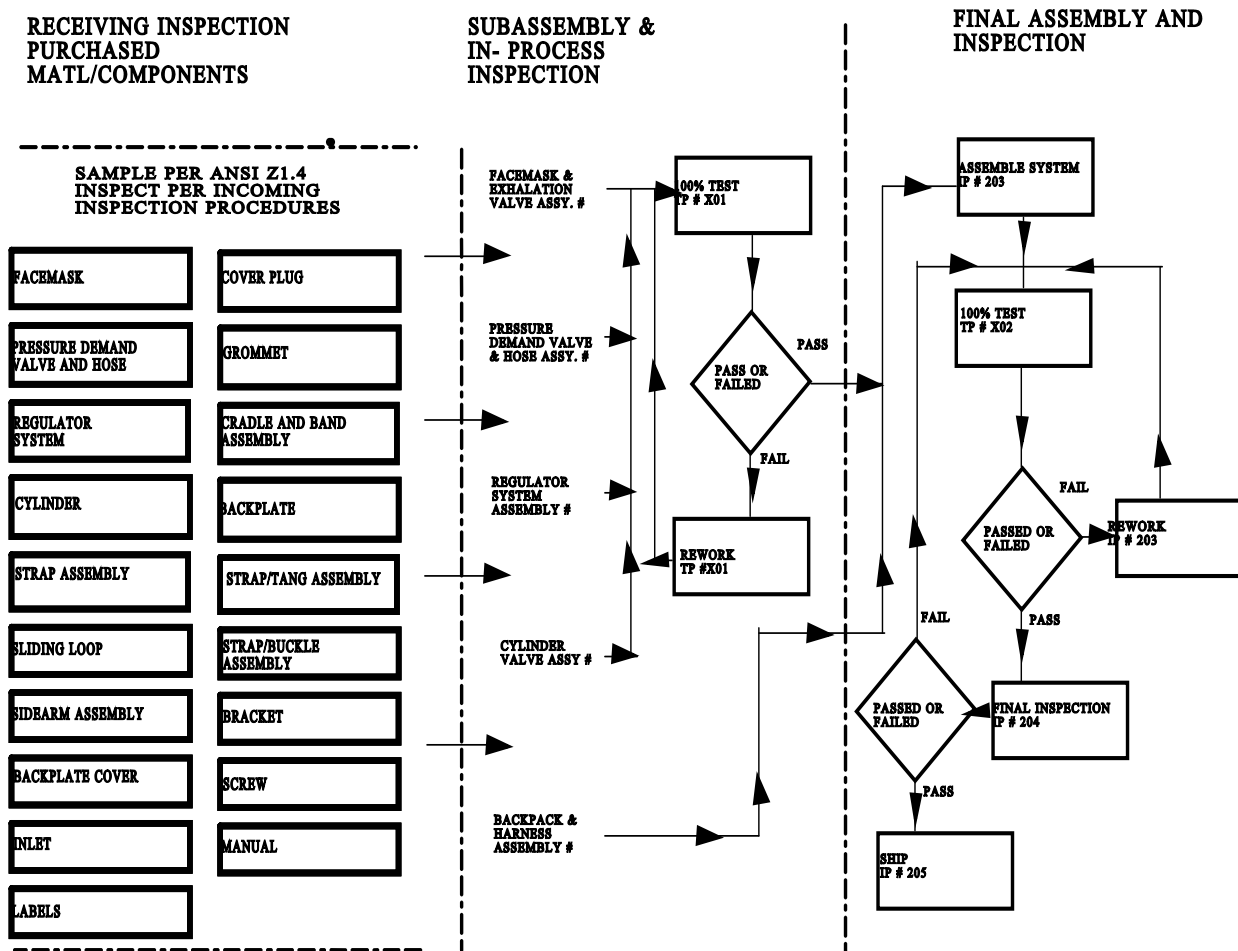 RECEIVING INSPECTION
PURCHASED
MATL/COMPONENTS
SAMPLE PER ANSI Z1.4
INSPECT PER INCOMING
INSPECTION PROCEDURES
FACEMASK
PRESSURE DEMAND
VALVE AND HOSE
REGULATOR
SYSTEM
CYLINDER
STRAP ASSEMBLY
SLIDING LOOP
SIDEARM ASSEMBLY
BACKPLATE COVER
INLET
LABELS
COVER PLUG
GROMMET
CRADLE AND BAND
ASSEMBLY
BACKPLATE
STRAP/TANG ASSEMBLY
STRAP/BUCKLE
ASSEMBLY
BRACKET
SCREW
MANUAL
SUBASSEMBLY &
IN- PROCESS
INSPECTION
FACEMASK &
EXHALATION
VALVE ASSY. #
PRESSURE
DEMAND VALVE
& HOSE ASSY. #
REGULATOR
SYSTEM
ASSEMBLY #
CYLINDER
VALVE ASSY #
BACKPACK &
HARNESS
ASSEMBLY #
100% TEST
TP # X01
PASS OR
FAILED
PASS
FAIL
REWORK
TP #X01
FINAL ASSEMBLY AND
INSPECTION
ASSEMBLE SYSTEM
IP # 203
100% TEST
TP # X02
PASSED OR
FAILED
FAIL
REWORK
IP # 203
PASS
FINAL INSPECTION
IP # 204
PASSED OR
FAILED
FAIL
PASS
SHIP
IP # 205